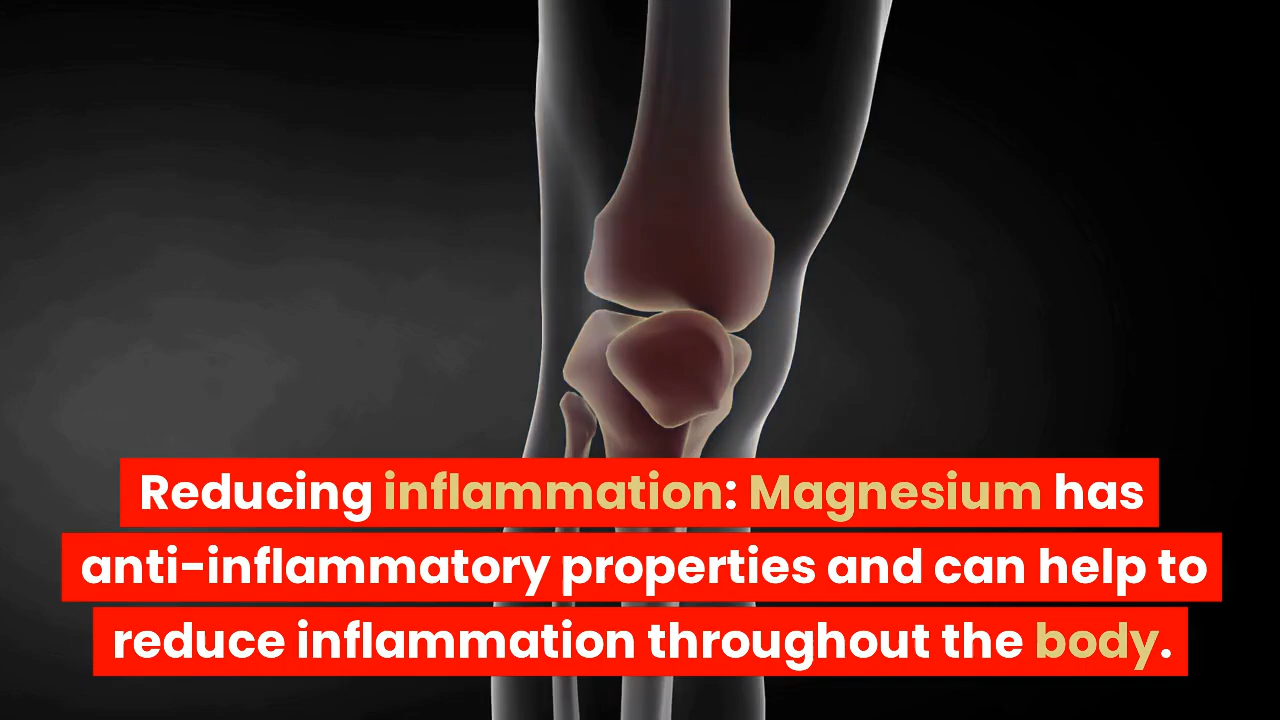 Reducing inflammation: Magnesium has
anti-inflammatory properties and can help to
reduce inflammation throughout the body.